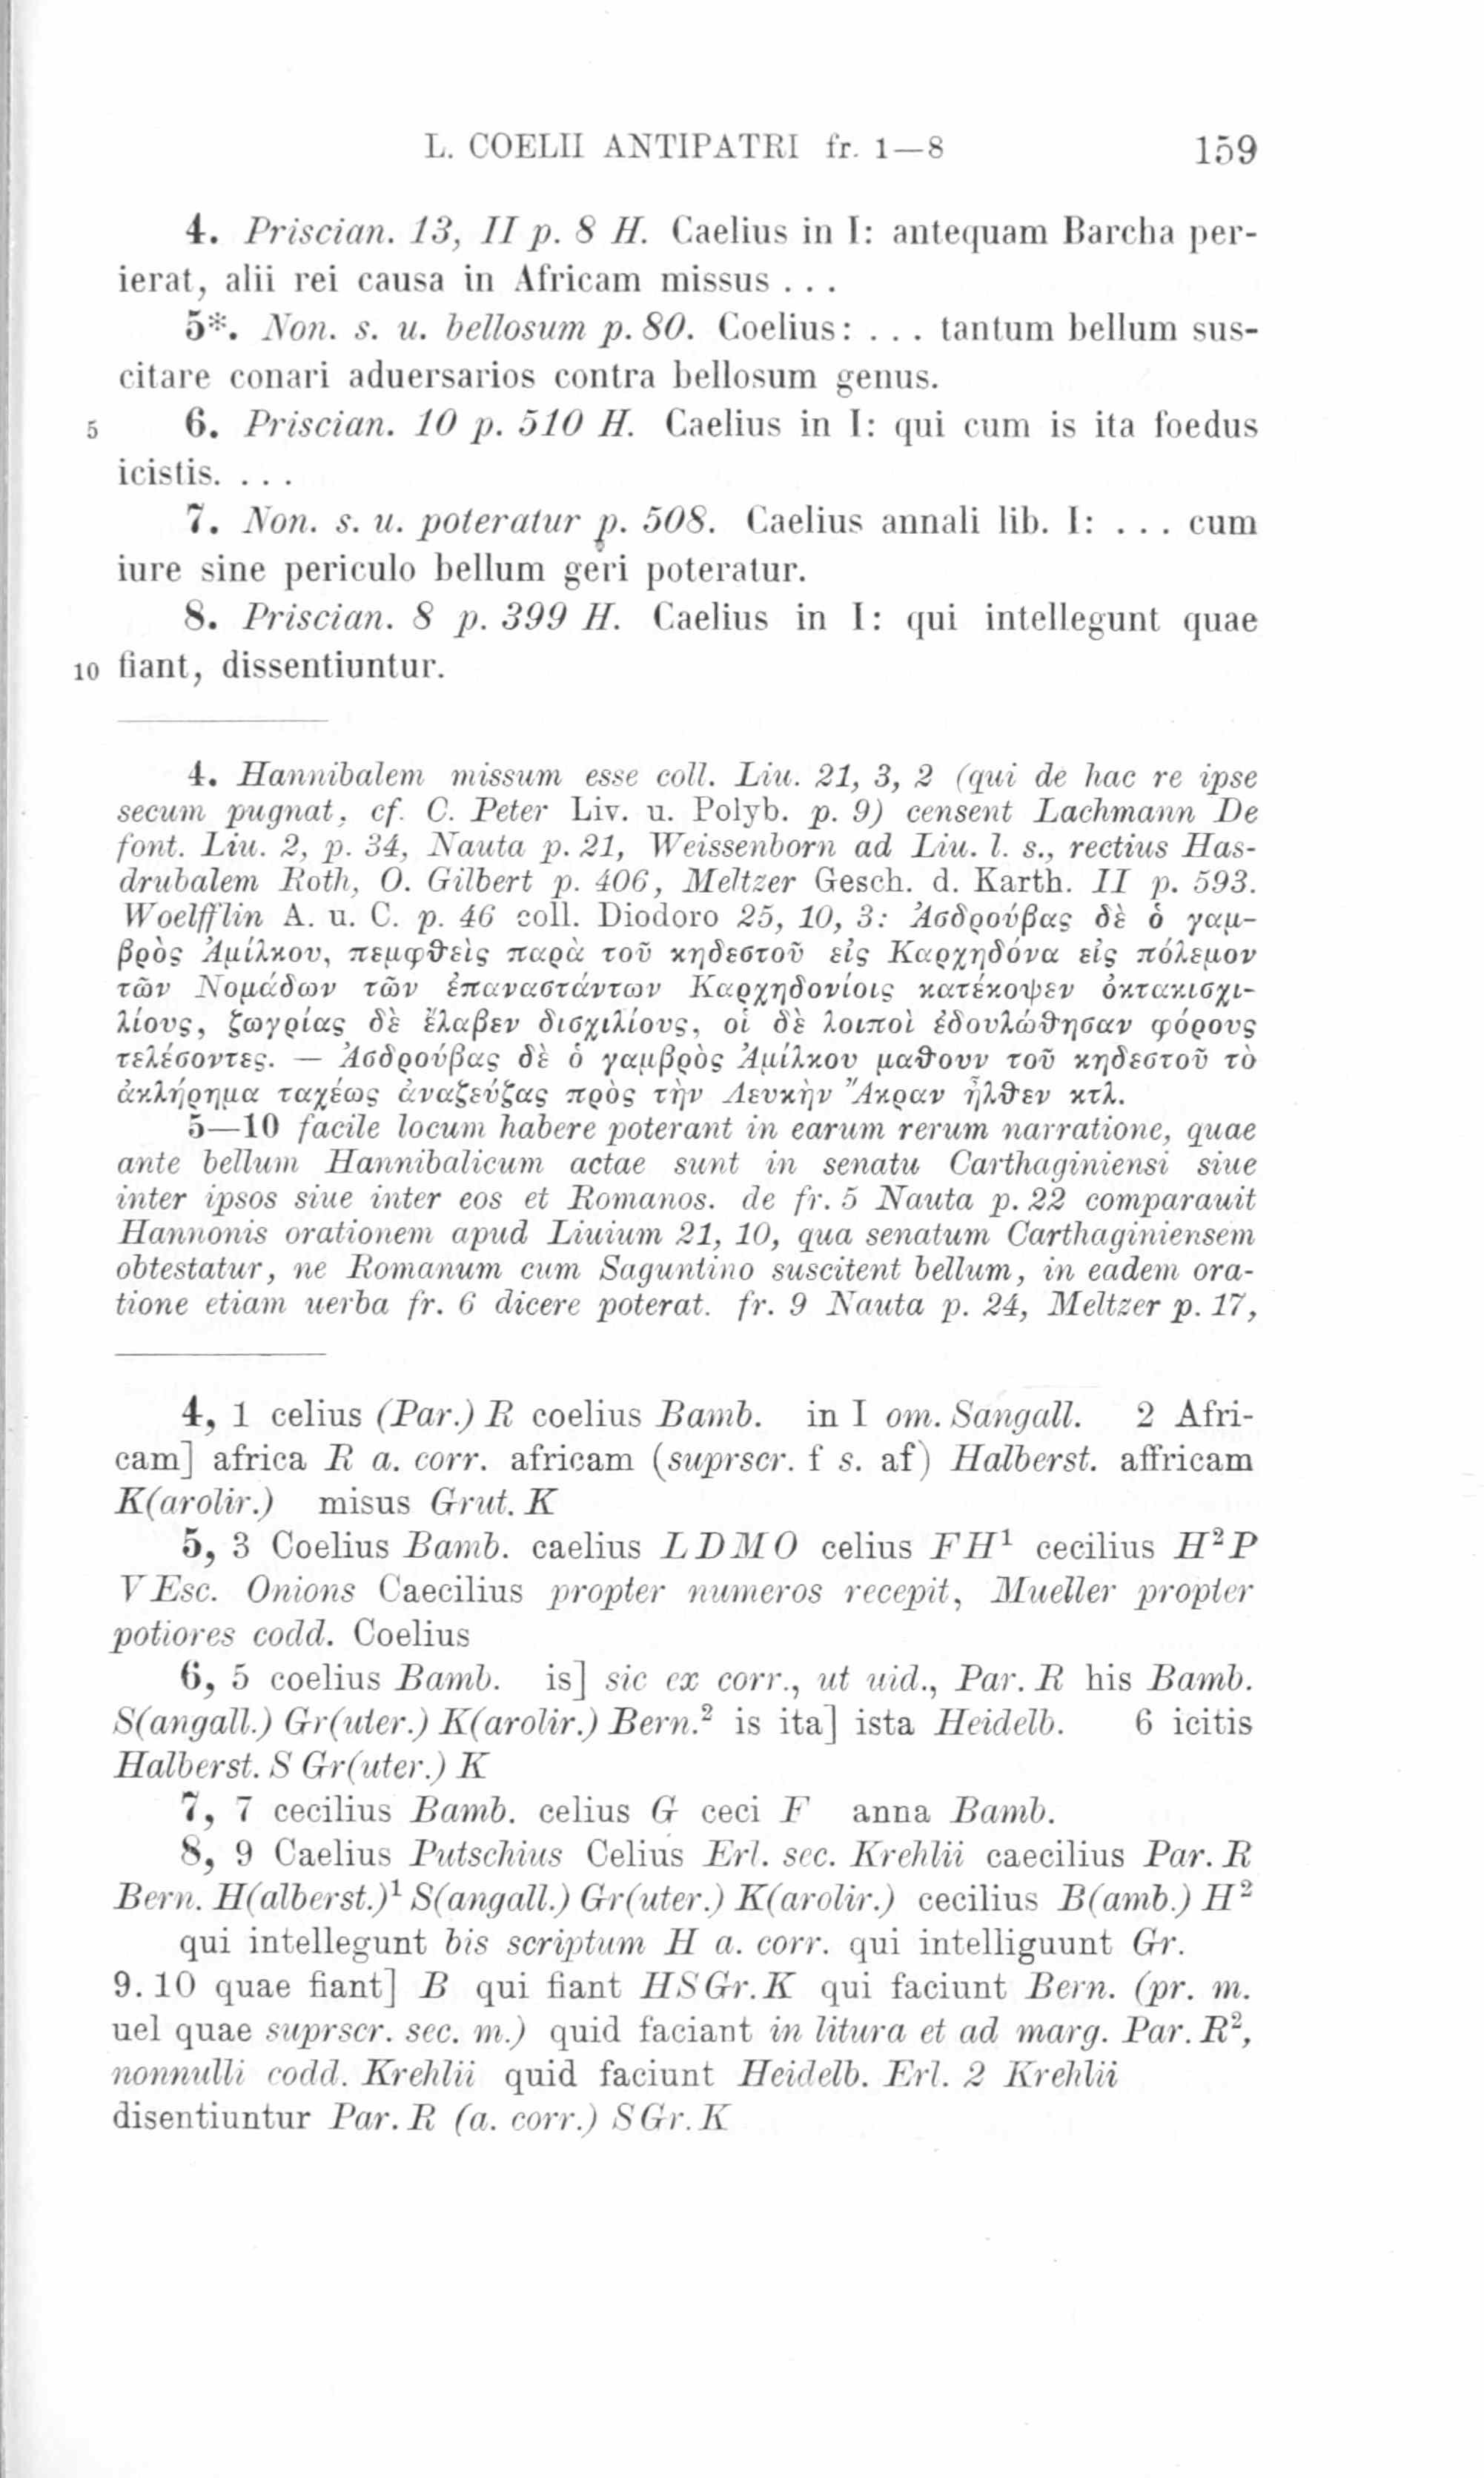 L. COELII ANTIPATRI fr. 1—8 159
4. Priscian. 13, II p. 8 H. Caelius in I: antequam Barcha per-
ierat, alii rei causa in Africam missus . . .
5*. Non. s. u. bellosum p. 80. Coelius: . . . tantum bellum sus-
citare conari aduersarios contra bellosum genus.
5 6. Priscian. 10 p. 510 H. Caelius in I: qui cum is ita foedus
icistis. . . .
7. Non. s. u. poteratur p. 508. Caelius annali lib. I: . . . cum
iure sine periculo bellum geri poteratur.
8. Priscian. 8 p. 399 H. Caelius in I: qui intellegunt quae
10 fiant, dissentiuntur.
4. Hannibalem missum esse coll. Liu. 21, 3, 2 (qui de hac re ipse
secum pugnat, cf. C. Peter Liv. u. Polyb. p. 9) censent Lachmann De
font. Liu. 2, p. 34, Nauta p. 21, Weissenborn ad Liu. l. s., rectius Has-
drubalem Roth, O. Gilbert p. 406, Meltzer Gesch. d. Karth. II p. 593.
Woelfflin A. u. C. p. 46 coll. Diodoro 25, 10, 3: Ἀσδρούβας δὲ ὁ γαμ-
βρὸς Ἀμίλκου, πεμφθεὶς παρὰ τοῦ κηδεστοῦ εἰς Καρχηδόνα εἰς πόλεμον
τῶν Νομάδων τῶν ἐπαναστάντων Καρχηδονίοις κατέκοψεν ὀκτακισχι-
λίους, ζωγρίας δὲ ἔλαβεν δισχιλίους, οἱ δὲ λοιποὶ ἐδουλώθησαν φόρους
τελέσοντες. — Ἀσδρούβας δὲ ὁ γαμβρὸς Ἀμίλκου μαθουν τοῦ κηδεστοῦ τὸ
ἀκλήρημα ταχέως ἀναζεύξας πρὸς τὴν Λευκὴν Ἄκραν ἦλθεν κτλ.
5—10 facile locum habere poterant in earum rerum narratione, quae
ante bellum Hannibalicum actae sunt in senatu Carthaginiensi siue
inter ipsos siue inter eos et Romanos. de fr. 5 Nauta p. 22 comparauit
Hannonis orationem apud Liuium 21, 10, qua senatum Carthaginiensem
obtestatur, ne Romanum cum Saguntino suscitent bellum, in eadem ora-
tione etiam uerba fr. 6 dicere poterat. fr. 9 Nauta p. 24, Meltzer p. 17,
4, 1 celius (Par.) R coelius Bamb. in I om. Sangall. 2 Afri-
cam] africa R a. corr. africam (suprscr. f s. af) Halberst. affricam
K(arolir.) misus Grut. K
5, 3 Coelius Bamb. caelius LDMO celius FH¹ cecilius H²P
VEsc. Onions Caecilius propter numeros recepit, Mueller propter
potiores codd. Coelius
6, 5 coelius Bamb. is] sic ex corr., ut uid., Par. R his Bamb.
S(angall.) Gr(uter.) K(arolir.) Bern.² is ita] ista Heidelb. 6 icitis
Halberst. S Gr(uter.) K
7, 7 cecilius Bamb. celius G ceci F anna Bamb.
8, 9 Caelius Putschius Celius Erl. sec. Krehlii caecilius Par. R
Bern. H(alberst.)¹ S(angall.) Gr(uter.) K(arolir.) cecilius B(amb.) H²
qui intellegunt bis scriptum H a. corr. qui intelliguunt Gr.
9. 10 quae fiant] B qui fiant HSGr.K qui faciunt Bern. (pr. m.
uel quae suprscr. sec. m.) quid faciant in litura et ad marg. Par. R²,
nonnulli codd. Krehlii quid faciunt Heidelb. Erl. 2 Krehlii
disentiuntur Par. R (a. corr.) SGr.K